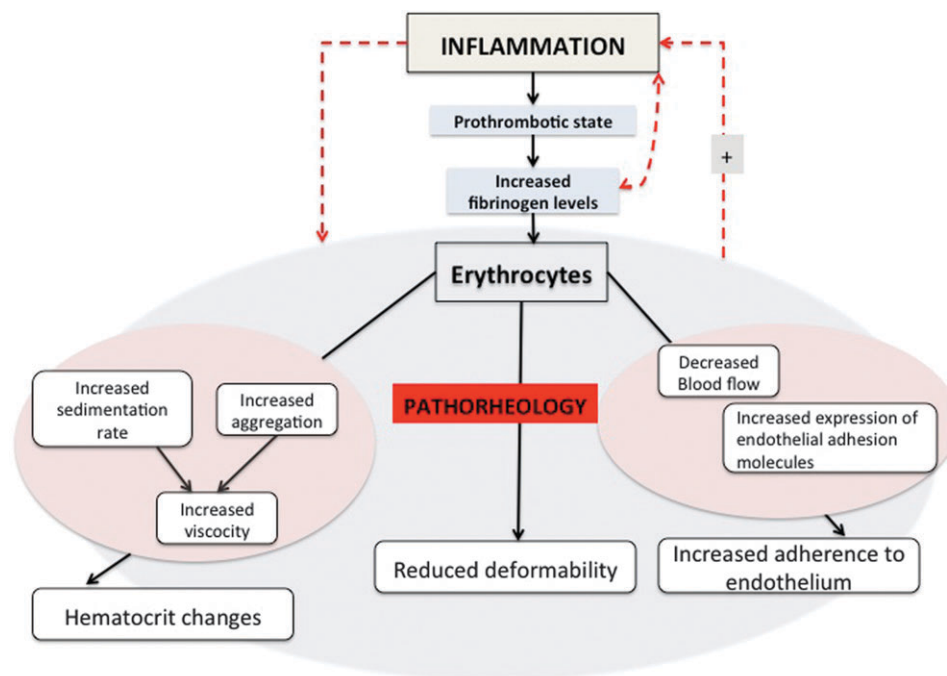 INFLAMMATION
Prothrombotic state
+
Increased
fibrinogen levels
Erythrocytes
Increased
sedimentation
rate
Increased
aggregation
Increased
viscocity
PATHORHEOLOGY
Decreased
Blood flow
Increased expression of
endothelial adhesion
molecules
Hematocrit changes
Reduced deformability
Increased adherence to
endothelium